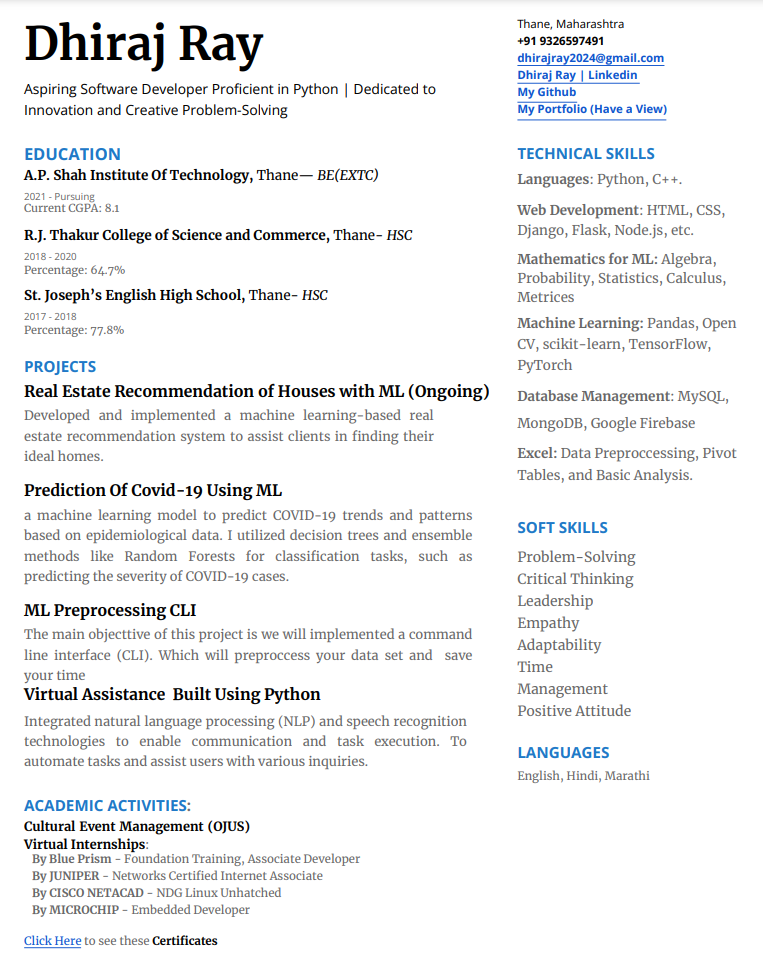 Dhiraj Ray
Aspiring Software Developer Proficient in Python | Dedicated to
Innovation and Creative Problem-Solving
Thane, Maharashtra
+91 9326597491
dhirajray2024@gmail.com
Dhiraj Ray | Linkedin
My Github
My Portfolio (Have a View)
EDUCATION
A.P. Shah Institute Of Technology, Thane— BE(EXTC)
2021 - Pursuing
Current CGPA: 8.1
R.J. Thakur College of Science and Commerce, Thane- HSC
2018 - 2020
Percentage: 64.7%
St. Joseph's English High School, Thane- HSC
2017 - 2018
Percentage: 77.8%
PROJECTS
Real Estate Recommendation of Houses with ML (Ongoing)
Developed and implemented a machine learning-based real
estate recommendation system to assist clients in finding their
ideal homes.
Prediction Of Covid-19 Using ML
a machine learning model to predict COVID-19 trends and patterns
based on epidemiological data. I utilized decision trees and ensemble
methods like Random Forests for classification tasks, such as
predicting the severity of COVID-19 cases.
ML Preprocessing CLI
The main objecttive of this project is we will implemented a command
line interface (CLI). Which will preproccess your data set and save
your time
Virtual Assistance Built Using Python
Integrated natural language processing (NLP) and speech recognition
technologies to enable communication and task execution. To
automate tasks and assist users with various inquiries.
ACADEMIC ACTIVITIES:
Cultural Event Management (OJUS)
Virtual Internships:
By Blue Prism - Foundation Training, Associate Developer
By JUNIPER - Networks Certified Internet Associate
By CISCO NETACAD - NDG Linux Unhatched
By MICROCHIP - Embedded Developer
Click Here to see these Certificates
TECHNICAL SKILLS
Languages: Python, C++.
Web Development: HTML, CSS,
Django, Flask, Node.js, etc.
Mathematics for ML: Algebra,
Probability, Statistics, Calculus,
Metrices
Machine Learning: Pandas, Open
CV, scikit-learn, TensorFlow,
PyTorch
Database Management: MySQL,
MongoDB, Google Firebase
Excel: Data Preproccessing, Pivot
Tables, and Basic Analysis.
SOFT SKILLS
Problem-Solving
Critical Thinking
Leadership
Empathy
Adaptability
Time
Management
Positive Attitude
LANGUAGES
English, Hindi, Marathi